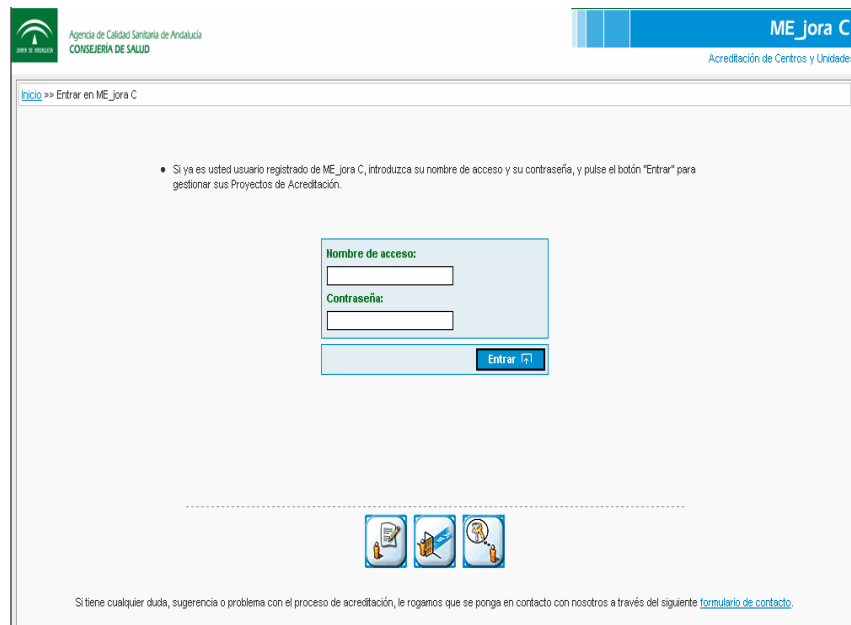 Agencia de Calidad Sanitaria de Andalucía
CONSEJERÍA DE SALUD
JUNTA DE ANDALUCIA
ME_jora C
Acreditación de Centros y Unidades
Inicio >> Entrar en ME_jora C
Si ya es usted usuario registrado de ME_jora C, introduzca su nombre de acceso y su contraseña, y pulse el botón "Entrar" para
gestionar sus Proyectos de Acreditación.
Nombre de acceso:
Contraseña:
Entrar
Si tiene cualquier duda, sugerencia o problema con el proceso de acreditación, le rogamos que se ponga en contacto con nosotros a través del siguiente formulario de contacto.